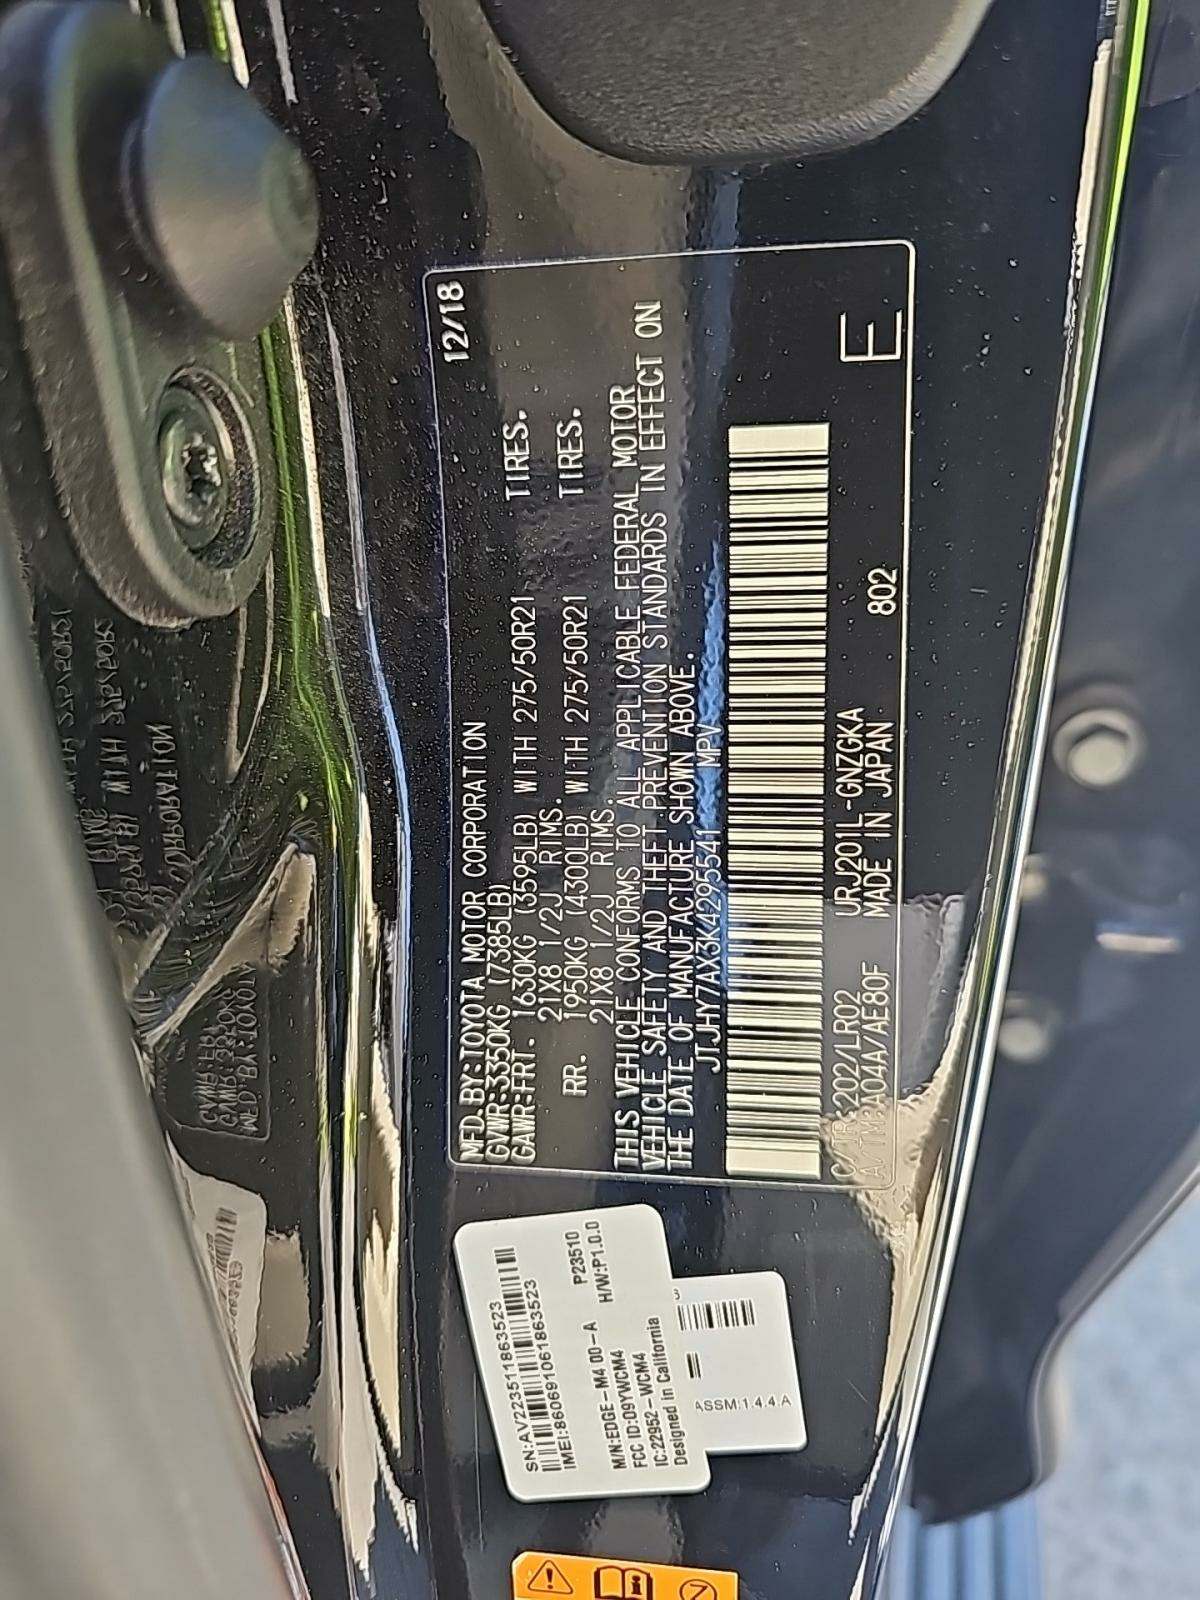 12/18
MFD.BY:TOYOTA MOTOR CORPORATION
GVWR:3350KG (7385LB)
GAWR:FRT. 1630KG (3595LB) WITH 275/50R21 TIRES.
21X8 1/2J RIMS.
RR. 1950KG (4300LB) WITH 275/50R21 TIRES.
21X8 1/2J RIMS.
THIS VEHICLE CONFORMS TO ALL APPLICABLE FEDERAL MOTOR
VEHICLE SAFETY AND THEFT PREVENTION STANDARDS IN EFFECT ON
THE DATE OF MANUFACTURE SHOWN ABOVE.
JTJHY7AX3K4295541 MPV
C/TR:202/LR02 URJ201L-GNZGKA
A/TM:A04A/AE80F MADE IN JAPAN 802
E
SN:AV223511863523
IMEI:860691061863523
P23510
M/N:EDGE-M4 00-A H/W:P1.0.0
FCC ID:09YWCM4
IC:22952-WCM4
Designed in California
ASSM:1.4.4.A